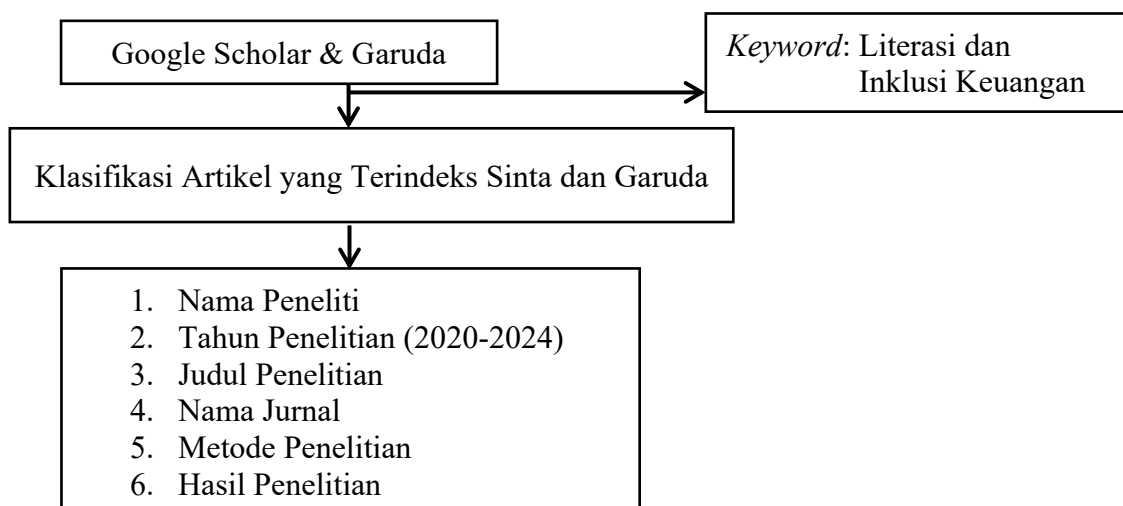 Google Scholar & Garuda
Keyword: Literasi dan
Inklusi Keuangan
Klasifikasi Artikel yang Terindeks Sinta dan Garuda
1. Nama Peneliti
2. Tahun Penelitian (2020-2024)
3. Judul Penelitian
4. Nama Jurnal
5. Metode Penelitian
6. Hasil Penelitian